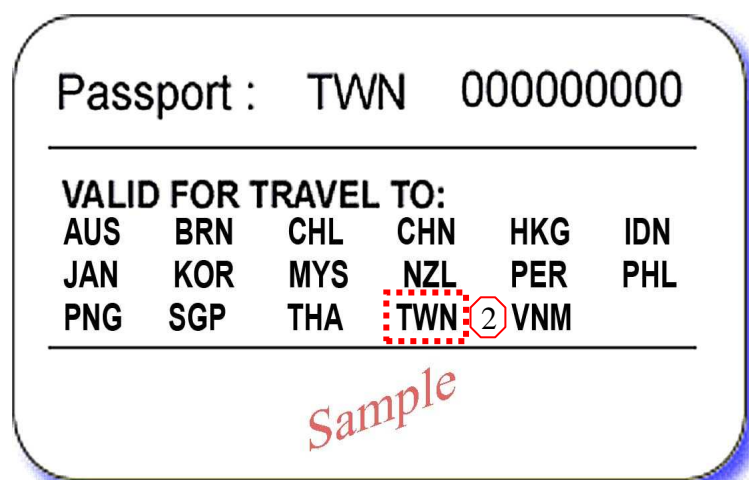 Passport : TWN 000000000
VALID FOR TRAVEL TO:
AUS BRN CHL CHN HKG IDN
JAN KOR MYS NZL PER PHL
PNG SGP THA TWN 2 VNM
Sample